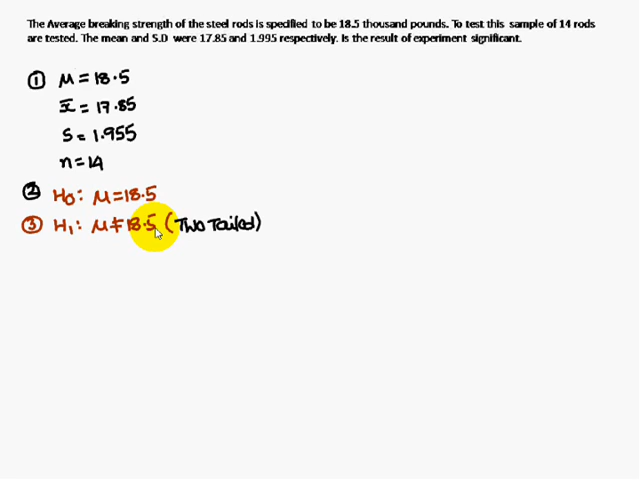 The Average breaking strength of the steel rods is specified to be 18.5 thousand pounds. To test this sample of 14 rods
are tested. The mean and S.D were 17.85 and 1.995 respectively. Is the result of experiment significant.
① μ = 18.5
x̄ = 17.85
S = 1.955
n = 14
② H₀ : μ = 18.5
③ H₁ : μ ≠ 18.5 (Two Tailed)